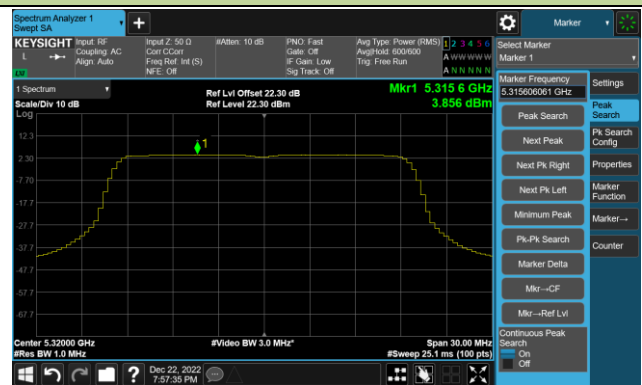 Spectrum Analyzer 1
Swept SA
+
Marker
KEYSIGHT
L
LW
Input: RF
Coupling: AC
Align: Auto
Input Z: 50 Ω
Corr CCorr
Freq Ref: Int (S)
NFE: Off
#Atten: 10 dB
PNO: Fast
Gate: Off
IF Gain: Low
Sig Track: Off
Avg Type: Power (RMS)
Avg|Hold: 600/600
Trig: Free Run
1 2 3 4 5 6
A W W W W W
A N N N N N
Select Marker
Marker 1
1 Spectrum
Scale/Div 10 dB
Log
Ref Lvl Offset 22.30 dB
Ref Level 22.30 dBm
Mkr1 5.315 6 GHz
3.856 dBm
1
12.3
2.30
-7.70
-17.7
-27.7
-37.7
-47.7
-57.7
-67.7
Center 5.32000 GHz
#Res BW 1.0 MHz
#Video BW 3.0 MHz*
Span 30.00 MHz
#Sweep 25.1 ms (100 pts)
Marker Frequency
5.315606061 GHz
Peak Search
Next Peak
Next Pk Right
Next Pk Left
Minimum Peak
Pk-Pk Search
Marker Delta
Mkr→CF
Mkr→Ref Lvl
Continuous Peak
Search
On
Off
Settings
Peak
Search
Pk Search
Config
Properties
Marker
Function
Marker→
Counter
?
Dec 22, 2022
7:57:35 PM